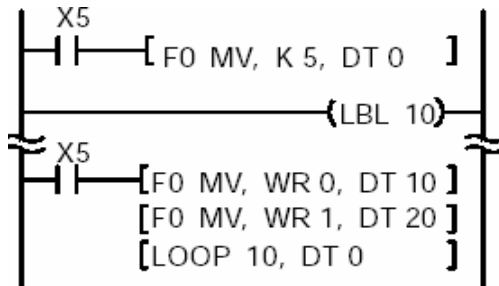 X5
[F0 MV, K 5, DT 0 ]
(LBL 10)
X5
[F0 MV, WR 0, DT 10 ]
[F0 MV, WR 1, DT 20 ]
[LOOP 10, DT 0 ]